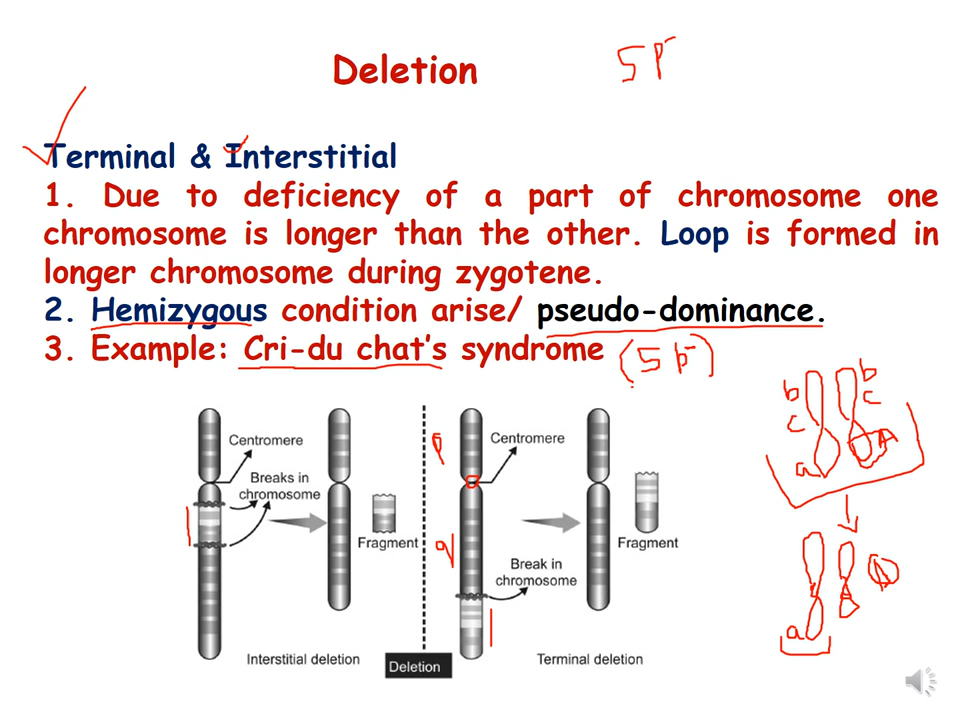 Deletion
5 p-
Terminal & Interstitial
1. Due to deficiency of a part of chromosome one
chromosome is longer than the other. Loop is formed in
longer chromosome during zygotene.
2. Hemizygous condition arise/ pseudo-dominance.
3. Example: Cri-du chat's syndrome (5 p-)
Centromere
Breaks in
chromosome
Fragment
Interstitial deletion
Deletion
p
q
Centromere
Break in
chromosome
Fragment
Terminal deletion
b b
c c
a A
A
a